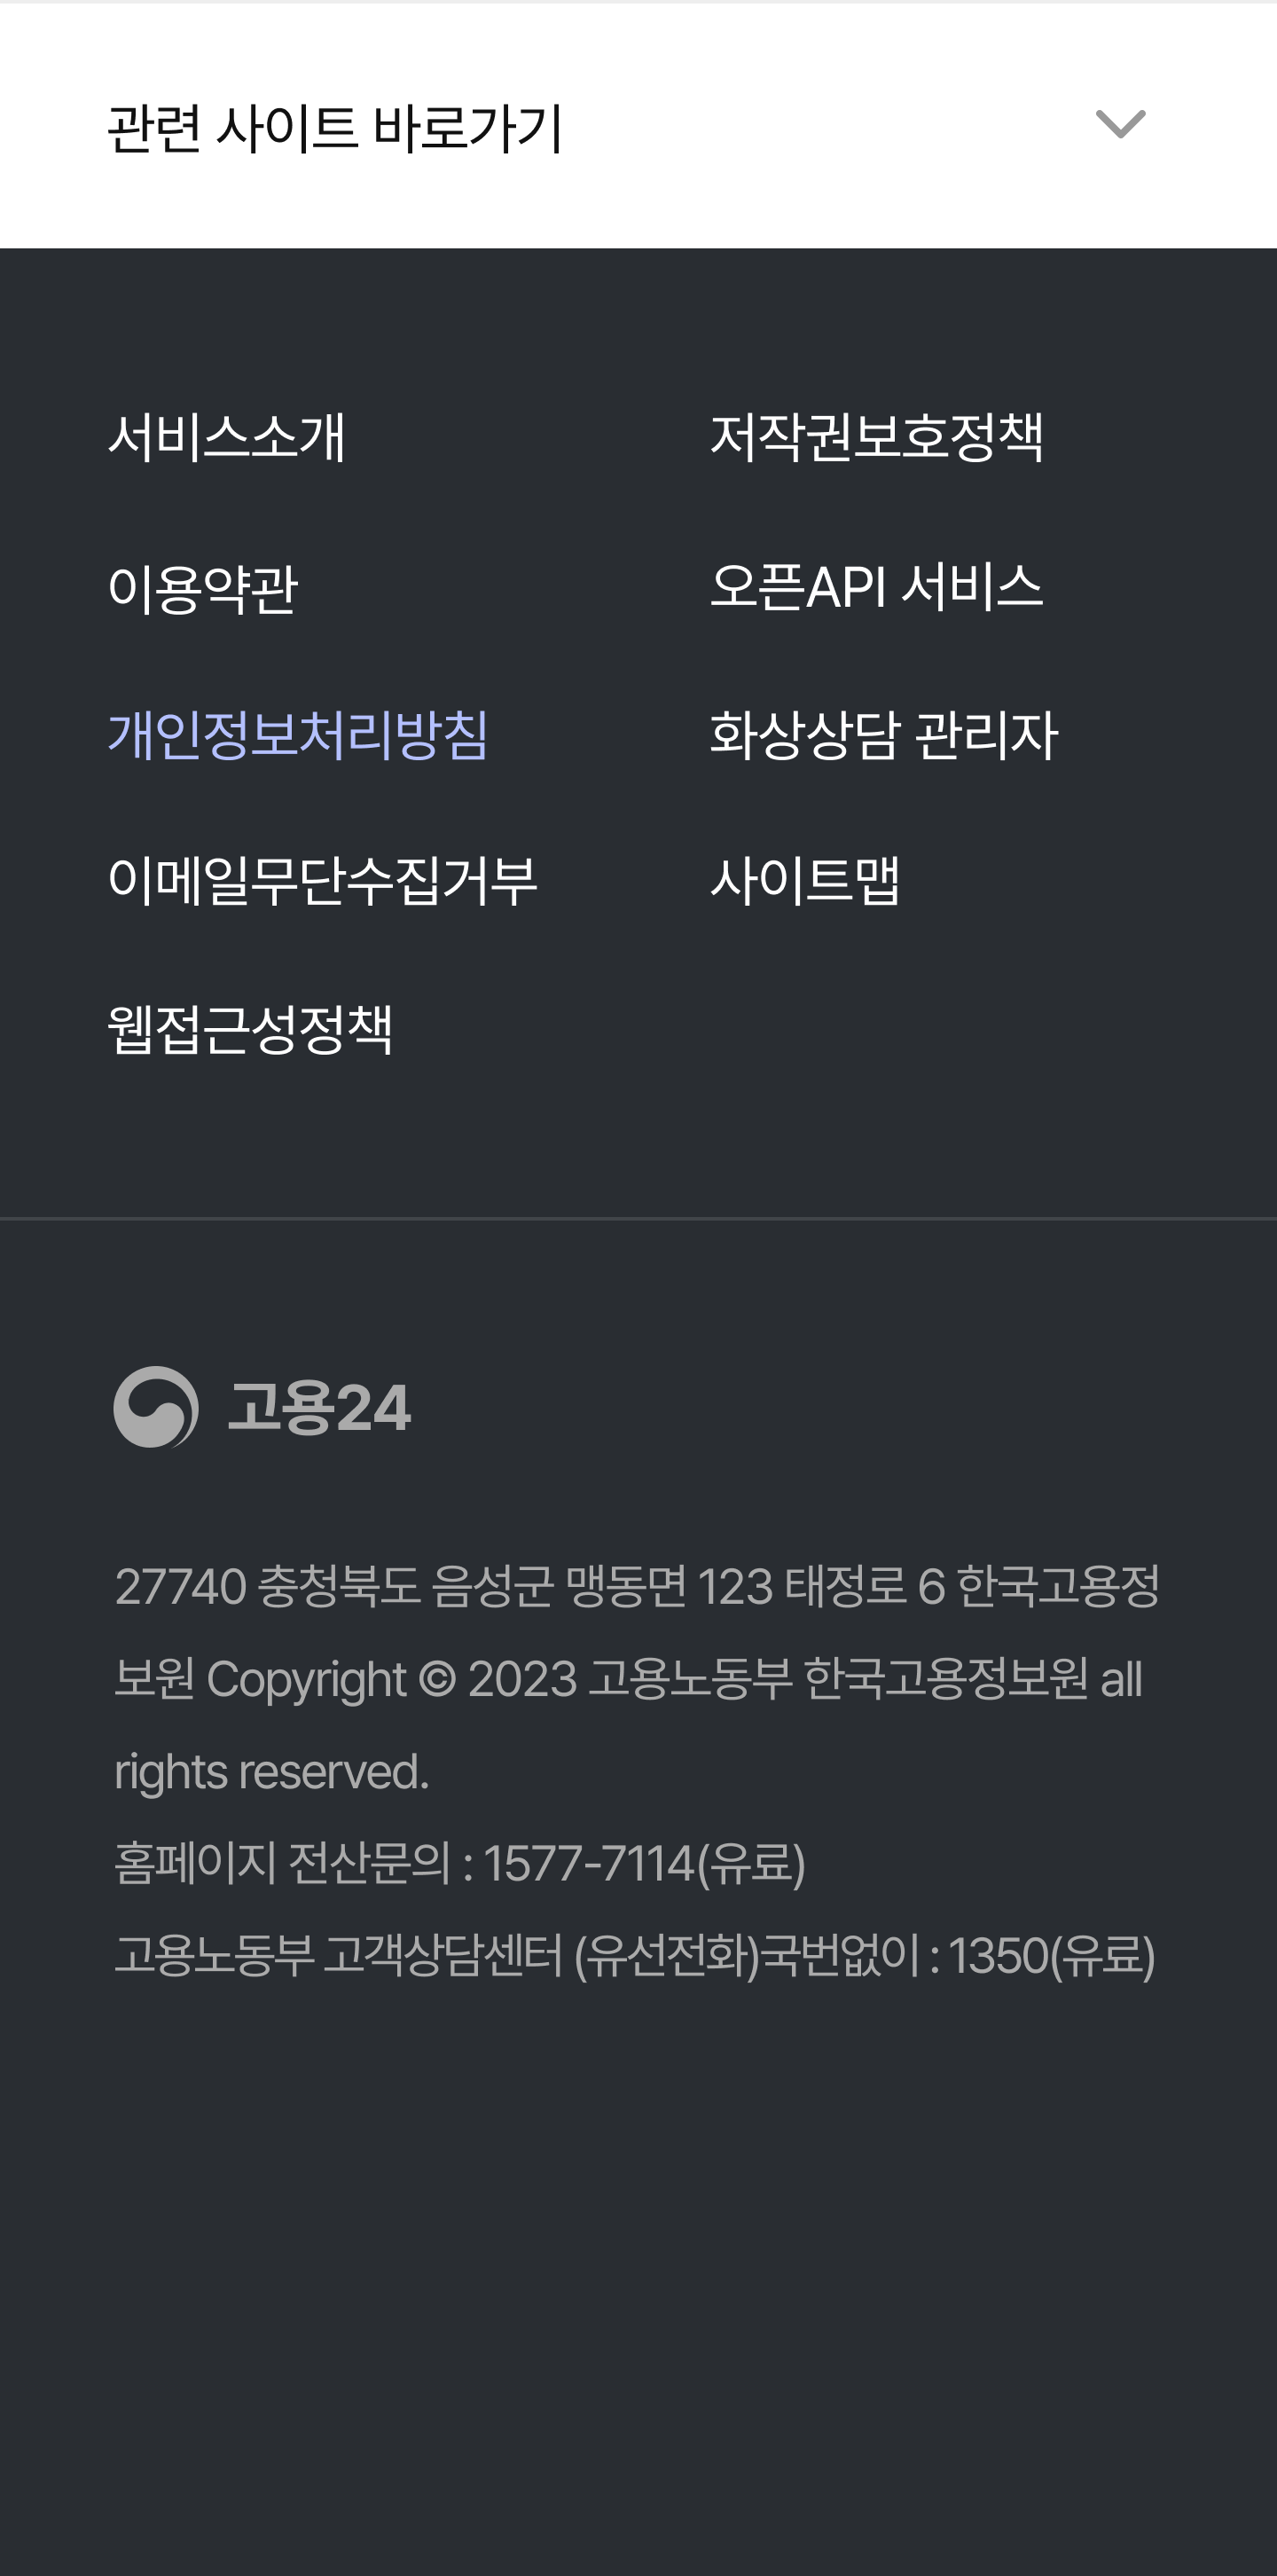 관련 사이트 바로가기
서비스소개
저작권보호정책
이용약관
오픈API 서비스
개인정보처리방침
화상상담 관리자
이메일무단수집거부
사이트맵
웹접근성정책
고용24
27740 충청북도 음성군 맹동면 123 태정로 6 한국고용정
보원 Copyright © 2023 고용노동부 한국고용정보원 all
rights reserved.
홈페이지 전산문의 : 1577-7114(유료)
고용노동부 고객상담센터 (유선전화)국번없이 : 1350(유료)